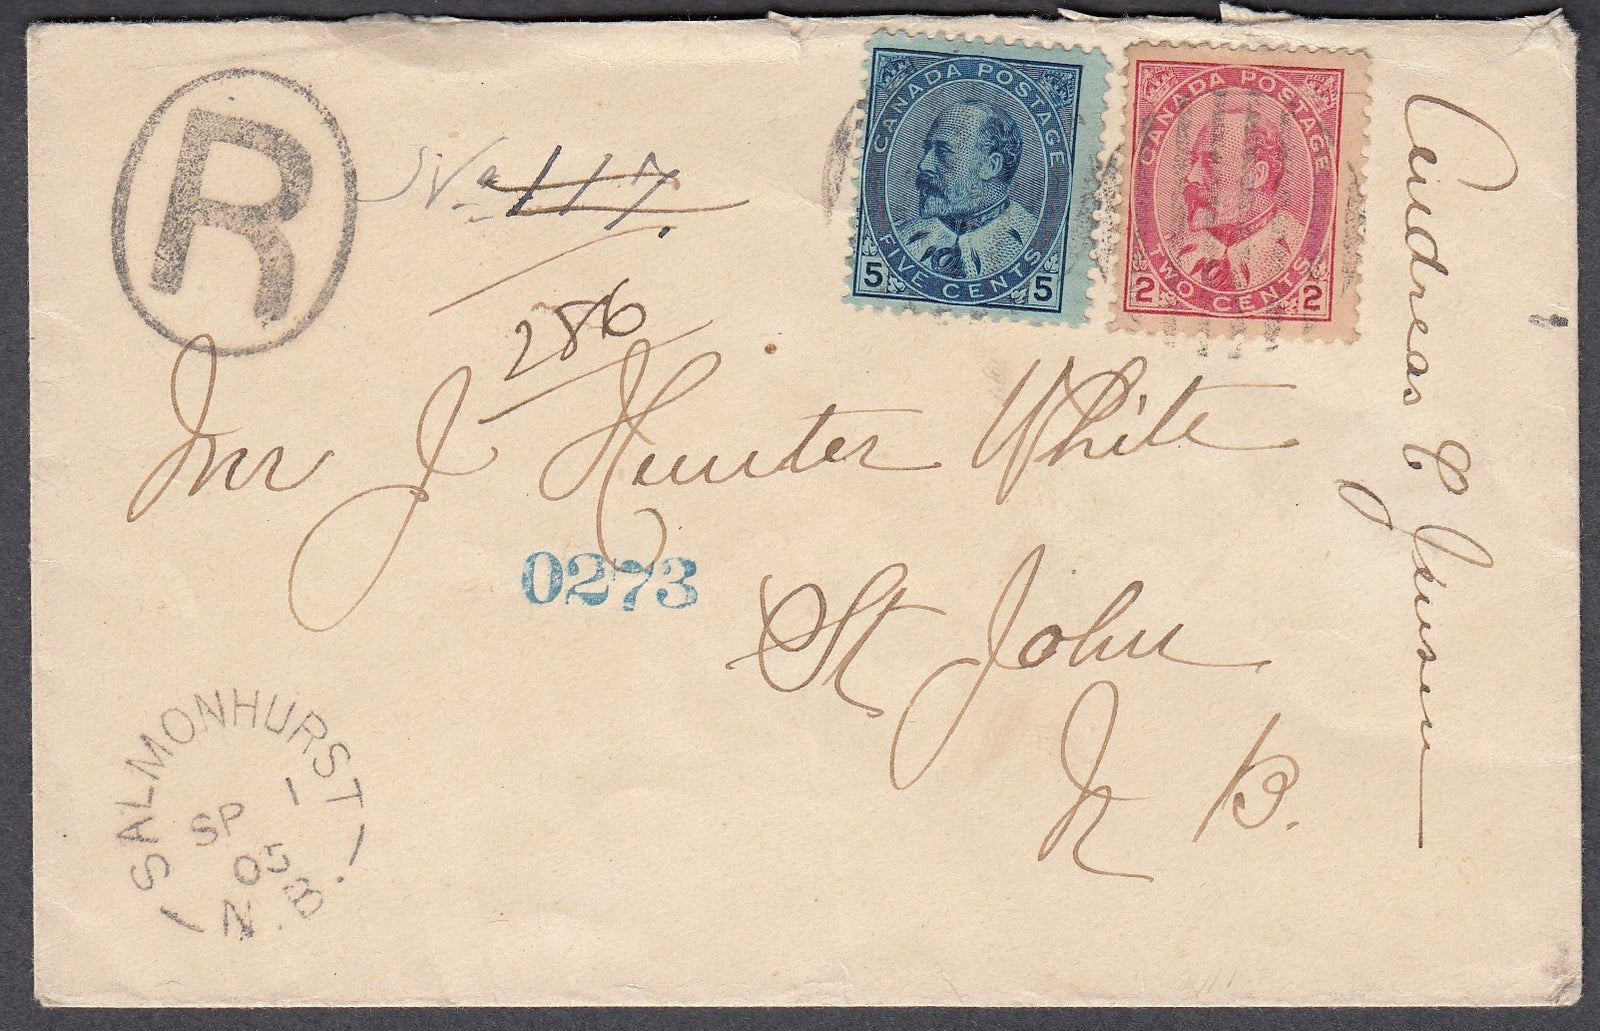 R
No 117.
286
CANADA POSTAGE
5 FIVE CENTS 5
CANADA POSTAGE
2 TWO CENTS 2
Mr J Hunter White
0273
St John
N B.
SALMONHURST
SP 1
05
N.B.
Andreas C Jensen